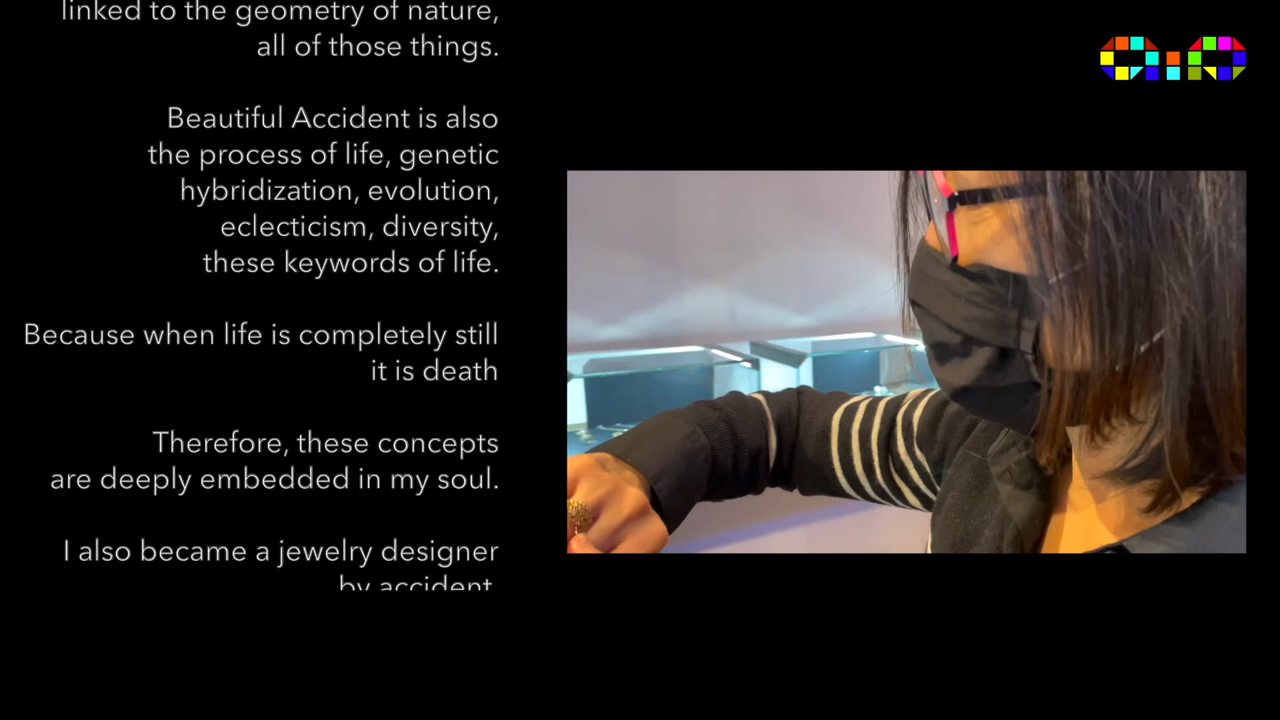 linked to the geometry of nature,
all of those things.
Beautiful Accident is also
the process of life, genetic
hybridization, evolution,
eclecticism, diversity,
these keywords of life.
Because when life is completely still
it is death
Therefore, these concepts
are deeply embedded in my soul.
I also became a jewelry designer
by accident.